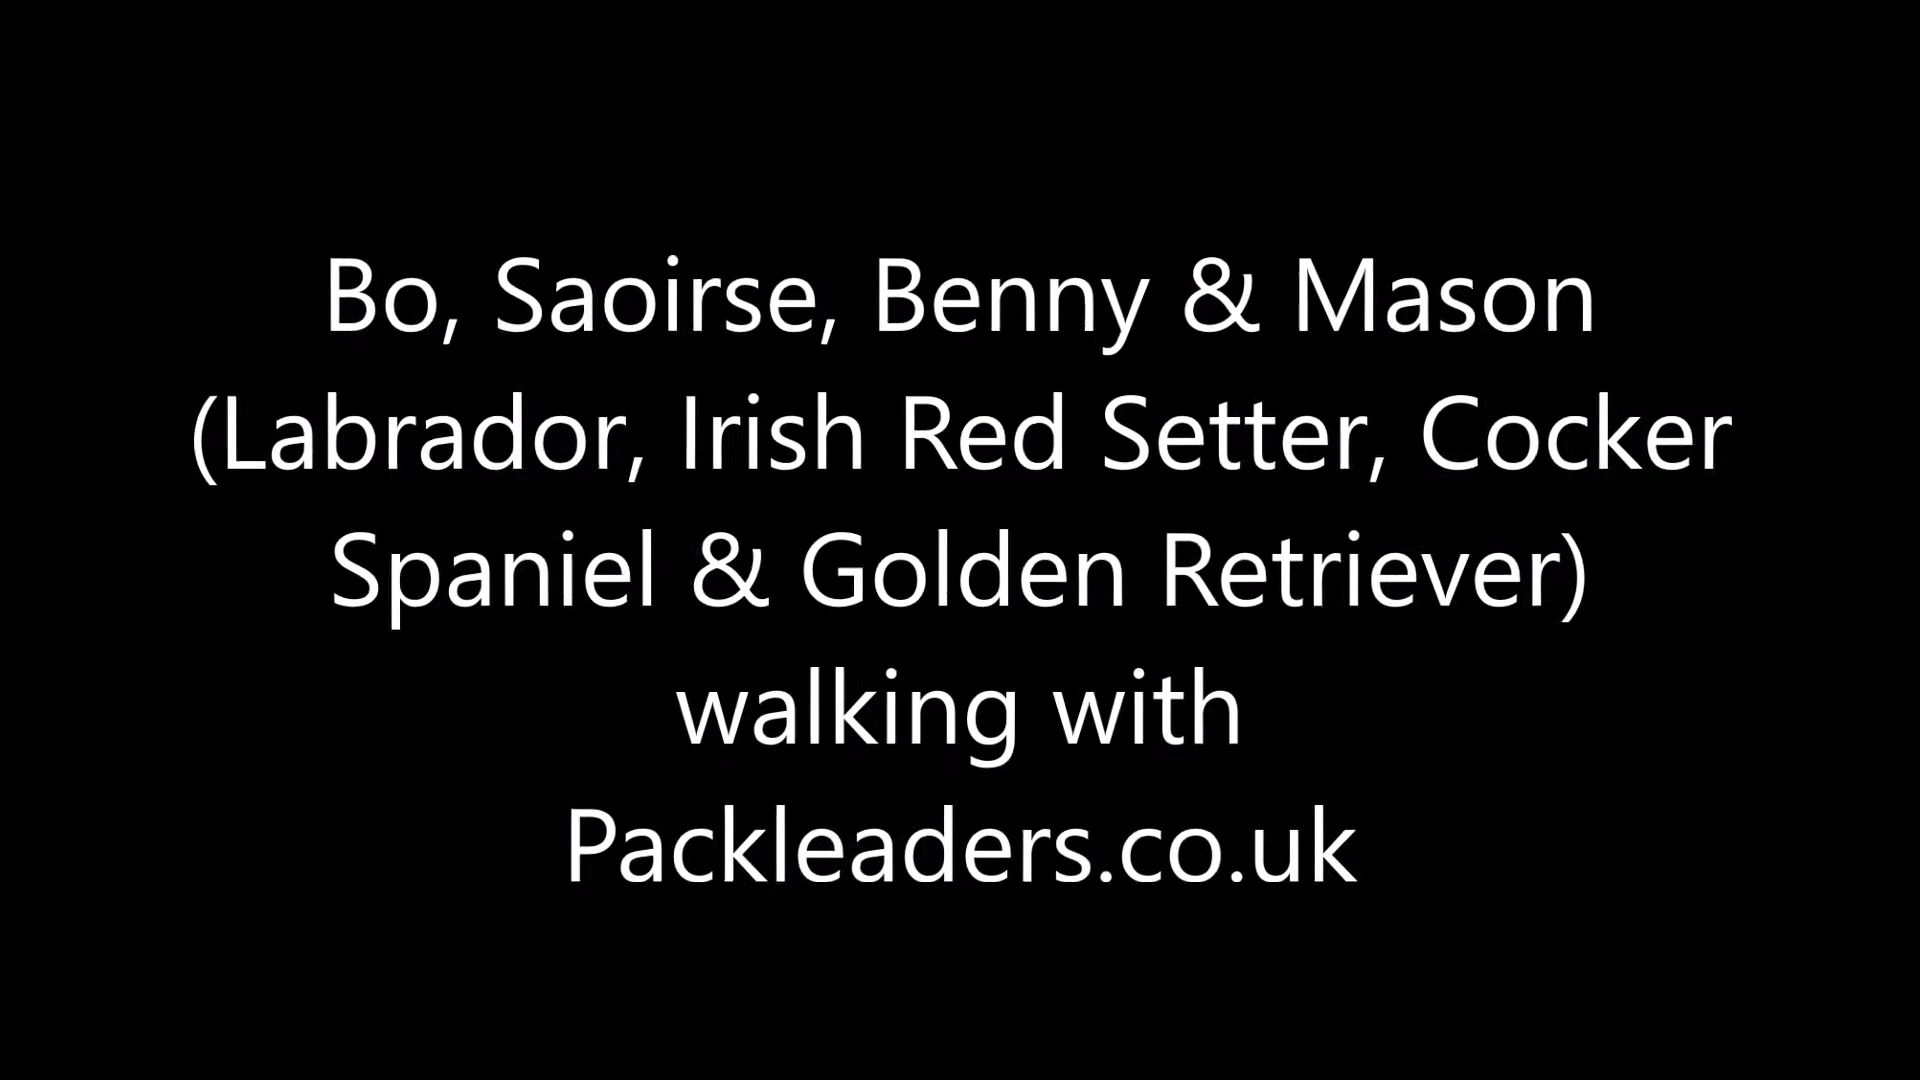 Bo, Saoirse, Benny & Mason
(Labrador, Irish Red Setter, Cocker
Spaniel & Golden Retriever)
walking with
Packleaders.co.uk